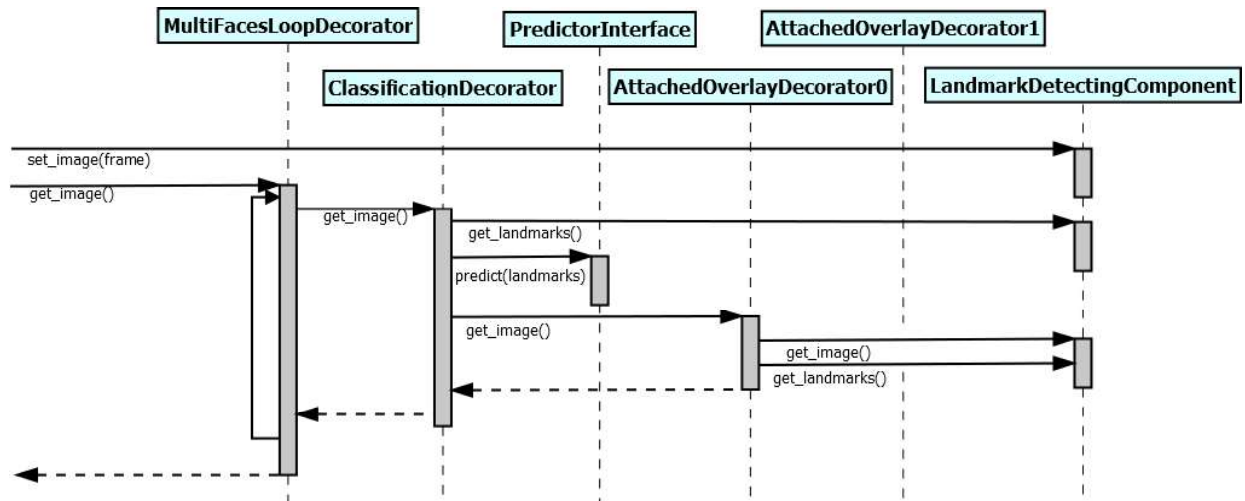 MultiFacesLoopDecorator
PredictorInterface
AttachedOverlayDecorator1
ClassificationDecorator
AttachedOverlayDecorator0
LandmarkDetectingComponent
set_image(frame)
get_image()
get_image()
get_landmarks()
predict(landmarks)
get_image()
get_image()
get_landmarks()